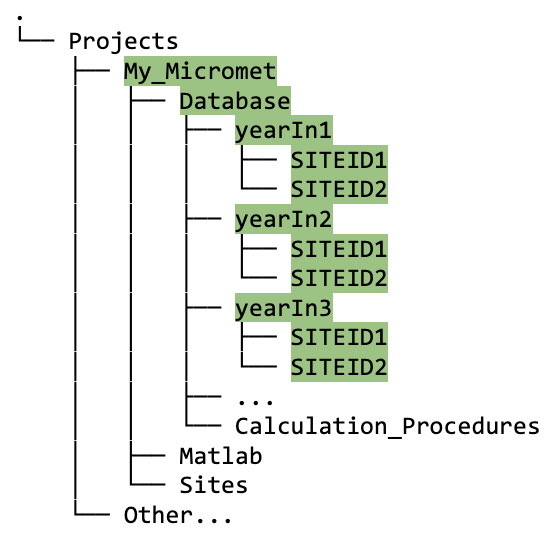 .
└── Projects
    ├── My_Micromet
    │   ├── Database
    │   │   ├── yearIn1
    │   │   │   ├── SITEID1
    │   │   │   └── SITEID2
    │   │   ├── yearIn2
    │   │   │   ├── SITEID1
    │   │   │   └── SITEID2
    │   │   ├── yearIn3
    │   │   │   ├── SITEID1
    │   │   │   └── SITEID2
    │   │   ├── ...
    │   │   └── Calculation_Procedures
    │   ├── Matlab
    │   └── Sites
    └── Other...